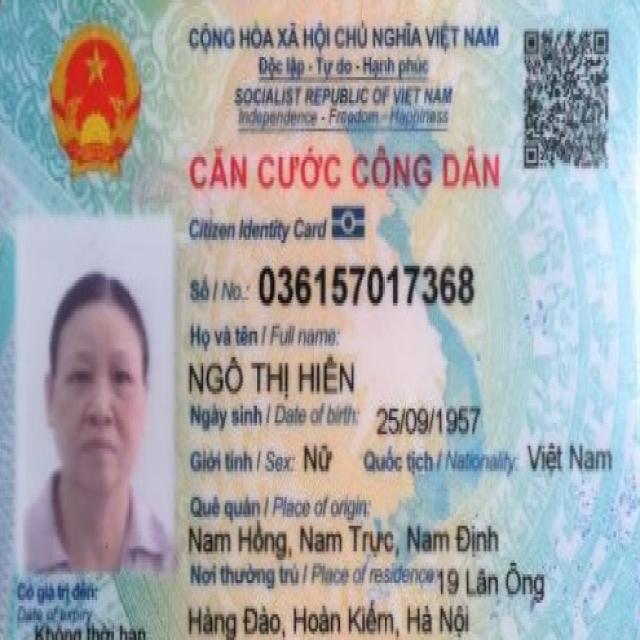 CỘNG HÒA XÃ HỘI CHỦ NGHĨA VIỆT NAM
Độc lập - Tự do - Hạnh phúc
SOCIALIST REPUBLIC OF VIET NAM
Independence - Freedom - Happiness
CĂN CƯỚC CÔNG DÂN
Citizen Identity Card
Số / No.: 036157017368
Họ và tên / Full name:
NGÔ THỊ HIÊN
Ngày sinh / Date of birth: 25/09/1957
Giới tính / Sex: Nữ Quốc tịch / Nationality: Việt Nam
Quê quán / Place of origin:
Nam Hồng, Nam Trực, Nam Định
Nơi thường trú / Place of residence: 19 Lãn Ông
Hàng Đào, Hoàn Kiếm, Hà Nội
Có giá trị đến:
Date of expiry
Không thời hạn